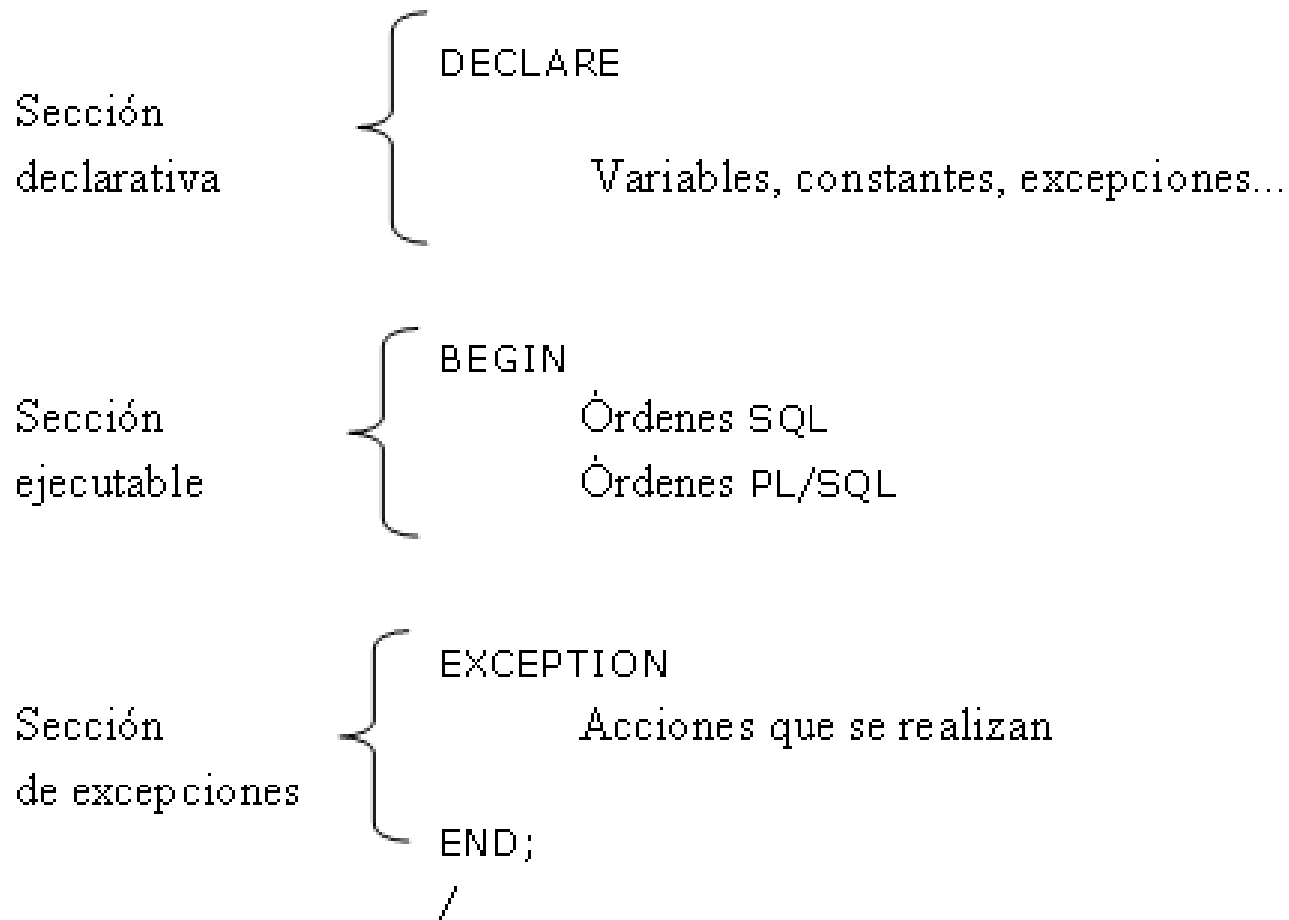 DECLARE
Sección
declarativa
Variables, constantes, excepciones...
BEGIN
Sección
ejecutable
Órdenes SQL
Órdenes PL/SQL
EXCEPTION
Sección
de excepciones
Acciones que se realizan
END;
/